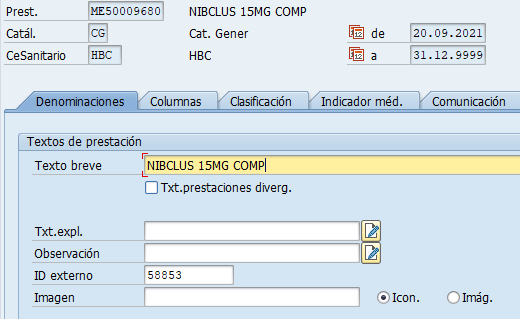 Prest. ME50009680 NIBCLUS 15MG COMP
Catál. CG Cat. Gener de 20.09.2021
CeSanitario HBC HBC a 31.12.9999
Denominaciones Columnas Clasificación Indicador méd. Comunicación
Textos de prestación
Texto breve NIBCLUS 15MG COMP
Txt.prestaciones diverg.
Txt.expl.
Observación
ID externo 58853
Imagen Icon. Imág.